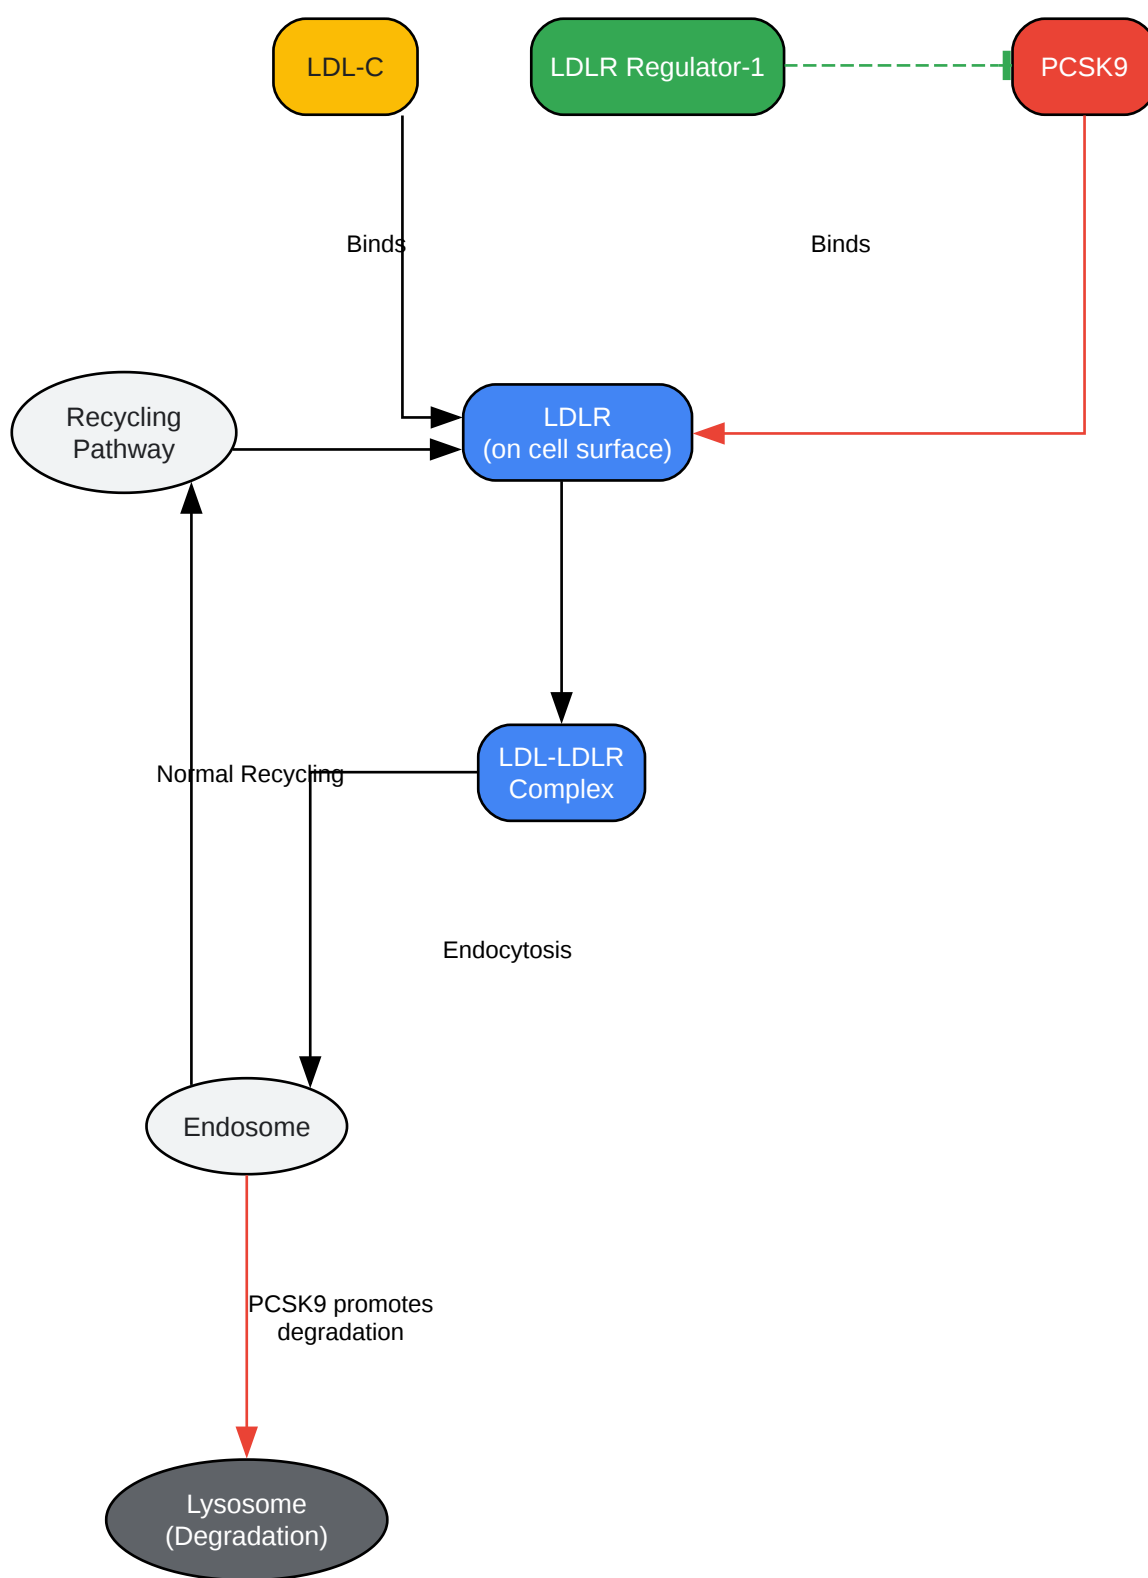 LDL-C
LDLR Regulator-1
PCSK9
Binds
Binds
Recycling
Pathway
LDLR
(on cell surface)
Normal Recycling
LDL-LDLR
Complex
Endocytosis
Endosome
PCSK9 promotes
degradation
Lysosome
(Degradation)